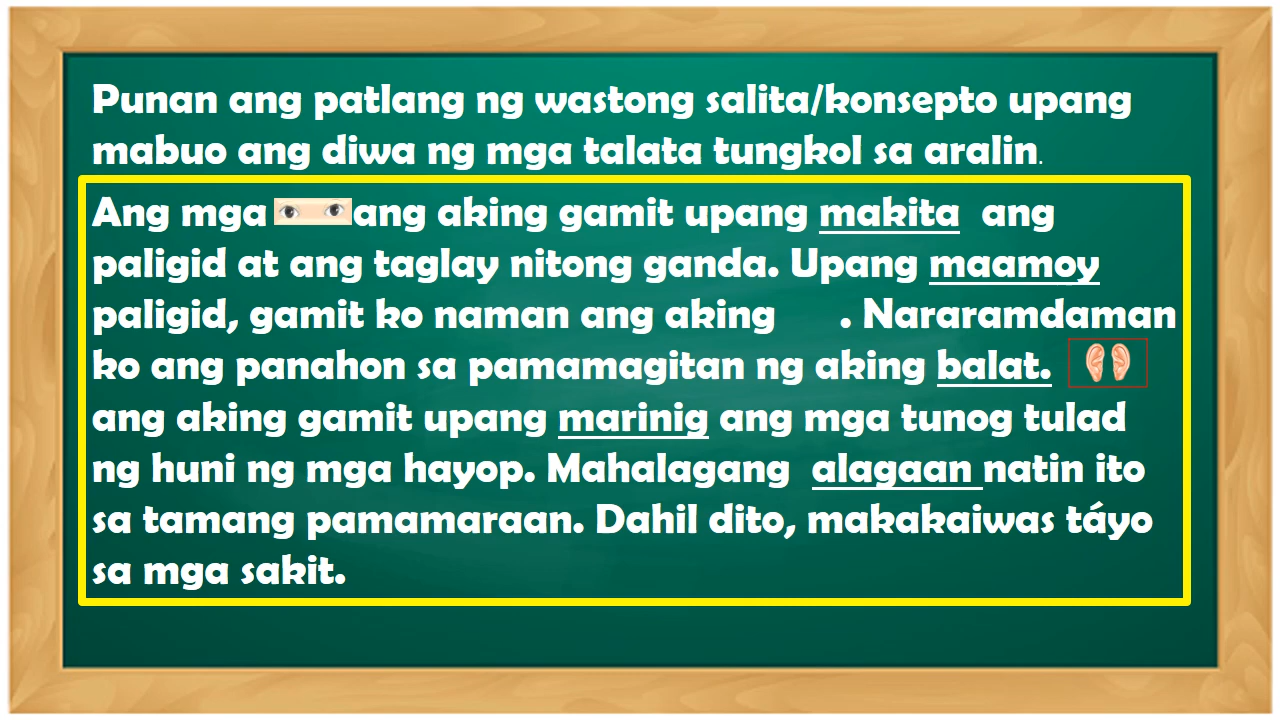 Punan ang patlang ng wastong salita/konsepto upang
mabuo ang diwa ng mga talata tungkol sa aralin.
Ang mga ang aking gamit upang makita ang
paligid at ang taglay nitong ganda. Upang maamoy
paligid, gamit ko naman ang aking . Nararamdaman
ko ang panahon sa pamamagitan ng aking balat.
ang aking gamit upang marinig ang mga tunog tulad
ng huni ng mga hayop. Mahalagang alagaan natin ito
sa tamang pamamaraan. Dahil dito, makakaiwas táyo
sa mga sakit.